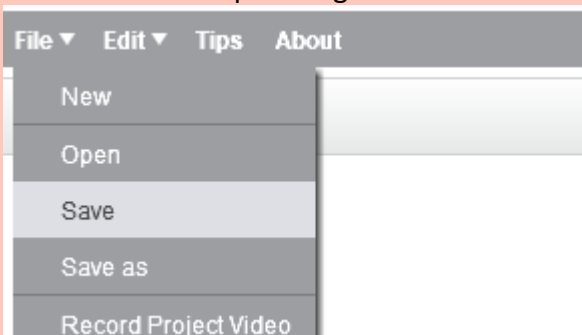 File ▼ Edit ▼ Tips About
New
Open
Save
Save as
Record Project Video